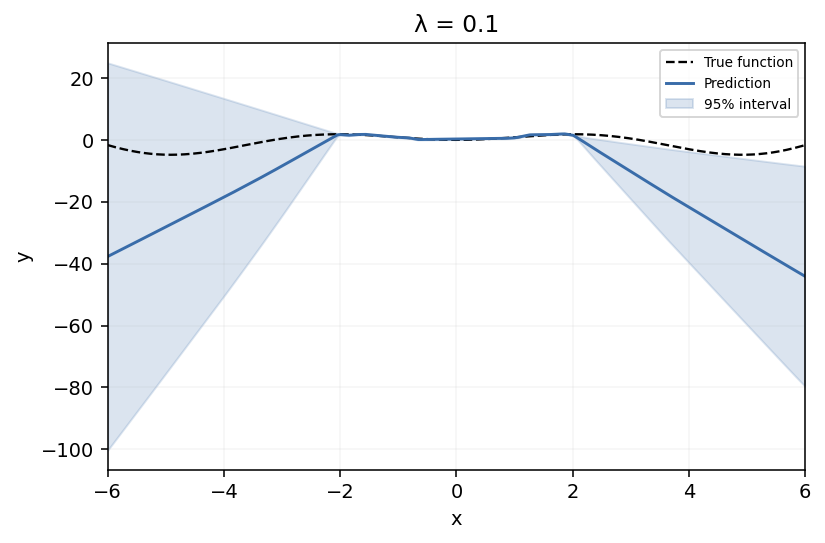 λ = 0.1
True function
Prediction
95% interval
y
20
0
−20
−40
−60
−80
−100
−6
−4
−2
0
2
4
6
x